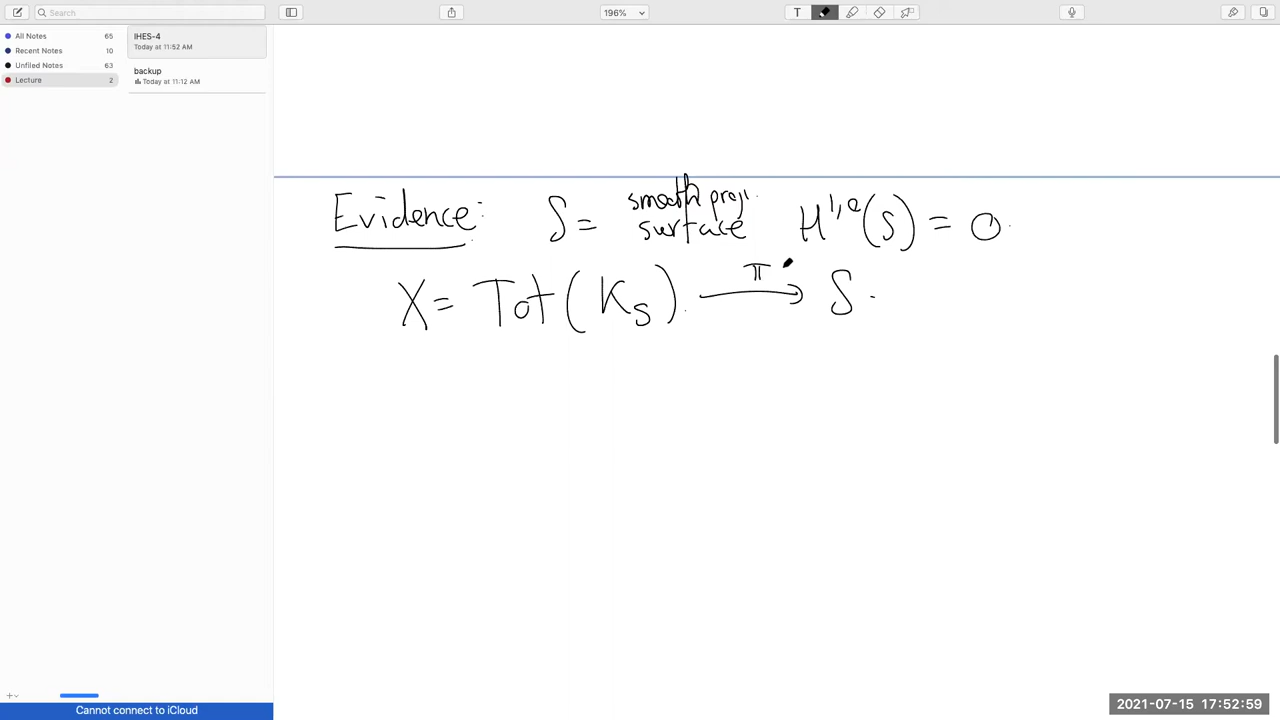 Search
196%
T
All Notes 65
Recent Notes 10
Unfiled Notes 63
Lecture 2
IHES-4
Today at 11:52 AM
backup
Today at 11:12 AM
Evidence: S = smooth proj. surface H^{1,0}(S) = 0.
X = Tot(K_S) \xrightarrow{π} S.
Cannot connect to iCloud
2021-07-15 17:52:59